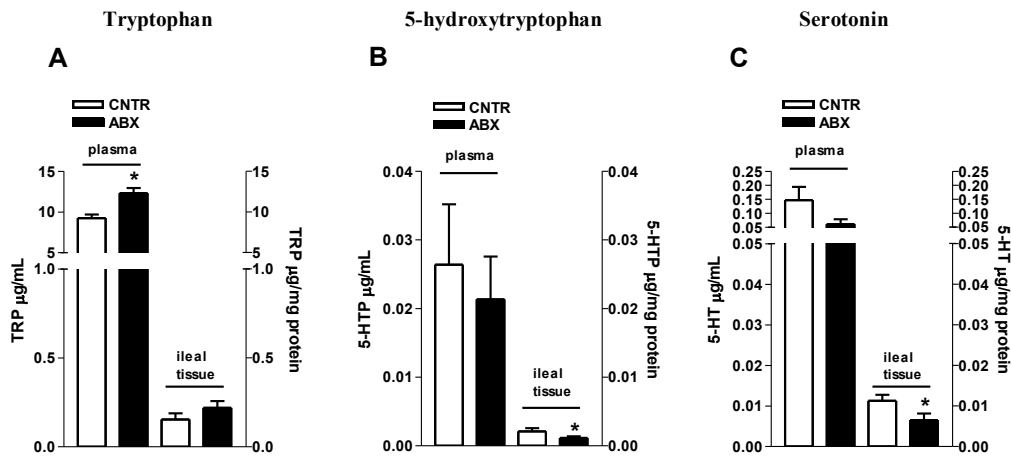 Tryptophan
5-hydroxytryptophan
Serotonin
A
CNTR
ABX
plasma
*
15
10
5
1.0
0.5
0.0
TRP µg/mL
ileal
tissue
15
10
5
1.0
0.5
0.0
TRP µg/mg protein
B
CNTR
ABX
plasma
0.04
0.03
0.02
0.01
0.00
5-HTP µg/mL
ileal
tissue
*
0.04
0.03
0.02
0.01
0.00
5-HTP µg/mg protein
C
CNTR
ABX
plasma
0.25
0.20
0.15
0.10
0.05
0.05
0.04
0.03
0.02
0.01
0.00
5-HT µg/mL
ileal
tissue
*
0.25
0.20
0.15
0.10
0.05
0.05
0.04
0.03
0.02
0.01
0.00
5-HT µg/mg protein